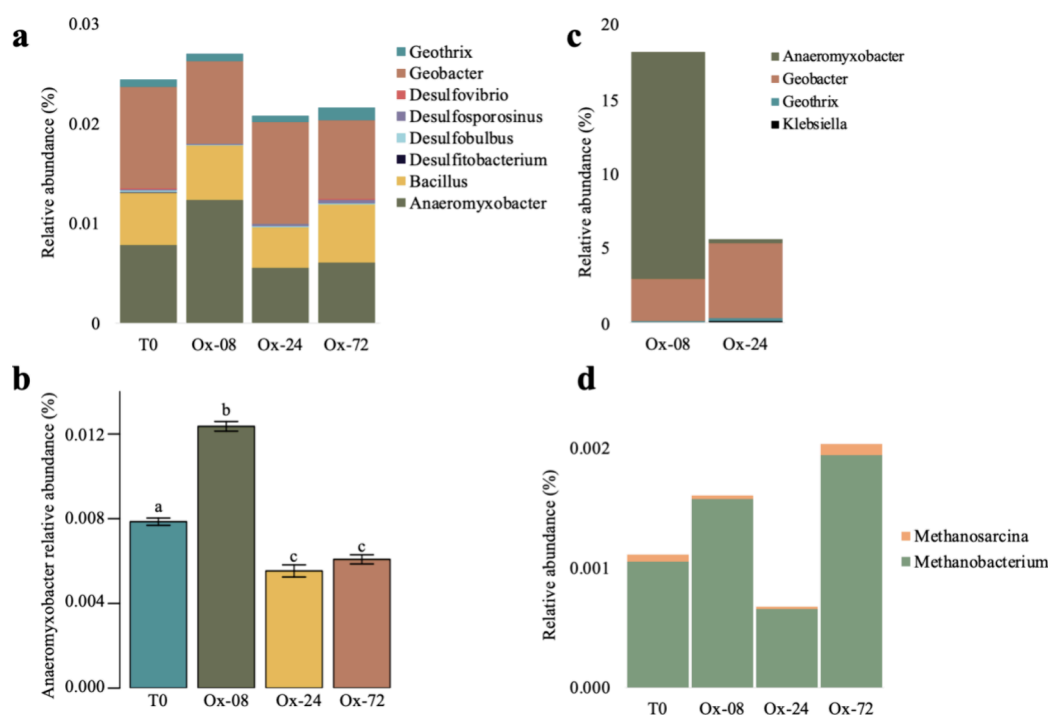 a
Relative abundance (%)
0.03
0.02
0.01
0
T0
Ox-08
Ox-24
Ox-72
Geothrix
Geobacter
Desulfovibrio
Desulfosporosinus
Desulfobulbus
Desulfitobacterium
Bacillus
Anaeromyxobacter
c
Relative abundance (%)
20
15
10
5
0
Ox-08
Ox-24
Anaeromyxobacter
Geobacter
Geothrix
Klebsiella
b
Anaeromyxobacter relative abundance (%)
0.012
0.008
0.004
0.000
a
b
c
c
T0
Ox-08
Ox-24
Ox-72
d
Relative abundance (%)
0.002
0.001
0.000
T0
Ox-08
Ox-24
Ox-72
Methanosarcina
Methanobacterium